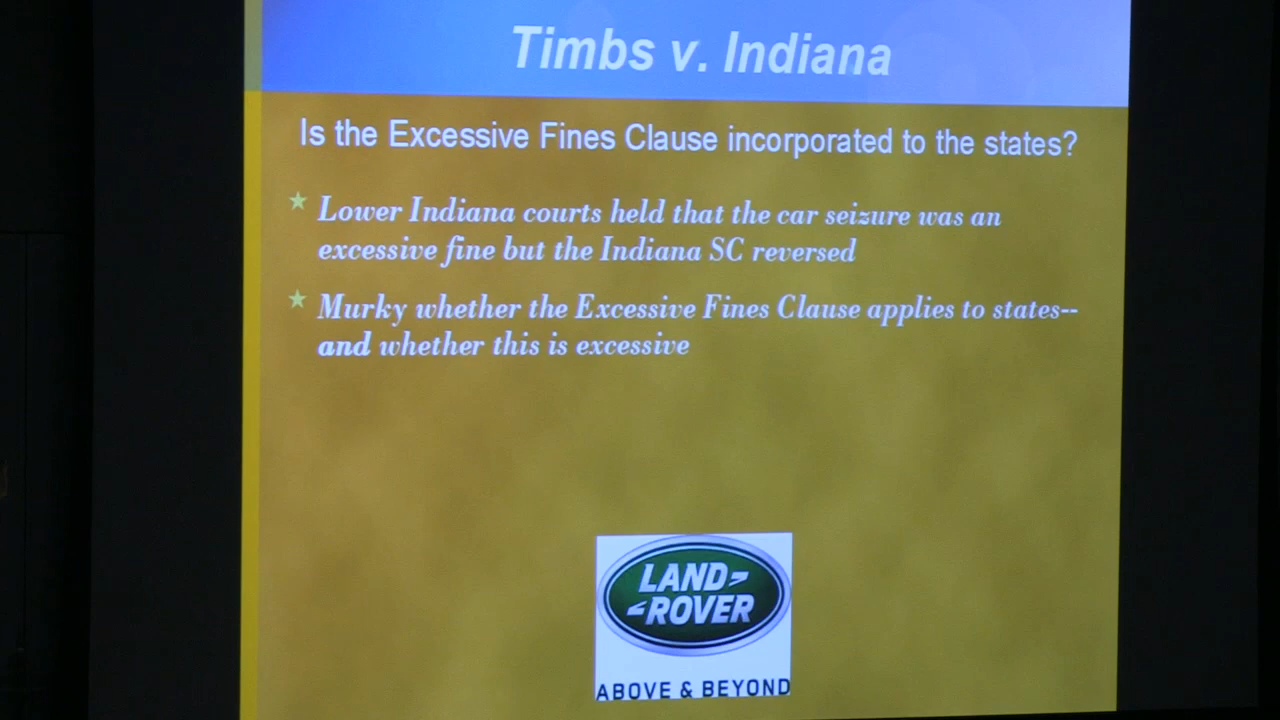 Timbs v. Indiana
Is the Excessive Fines Clause incorporated to the states?
Lower Indiana courts held that the car seizure was an
excessive fine but the Indiana SC reversed
Murky whether the Excessive Fines Clause applies to states--
and whether this is excessive
LAND
ROVER
ABOVE & BEYOND